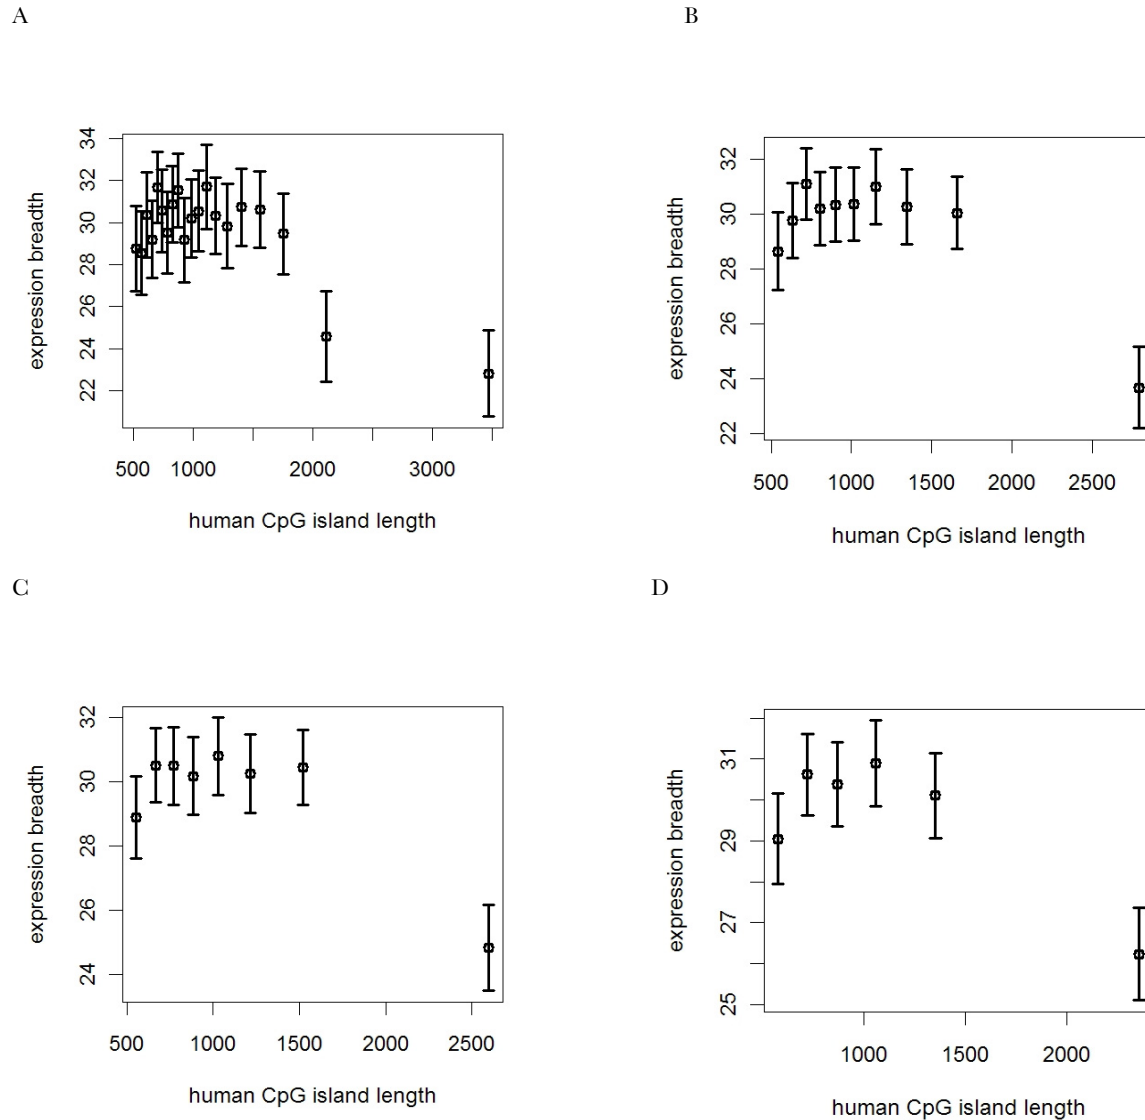 A
B
34
32
30
28
26
24
22
expression breadth
500 1000 2000 3000
human CpG island length
32
30
28
26
24
22
expression breadth
500 1000 1500 2000 2500
human CpG island length
C
D
32
30
28
26
24
expression breadth
500 1000 1500 2000 2500
human CpG island length
31
29
27
25
expression breadth
1000 1500 2000
human CpG island length